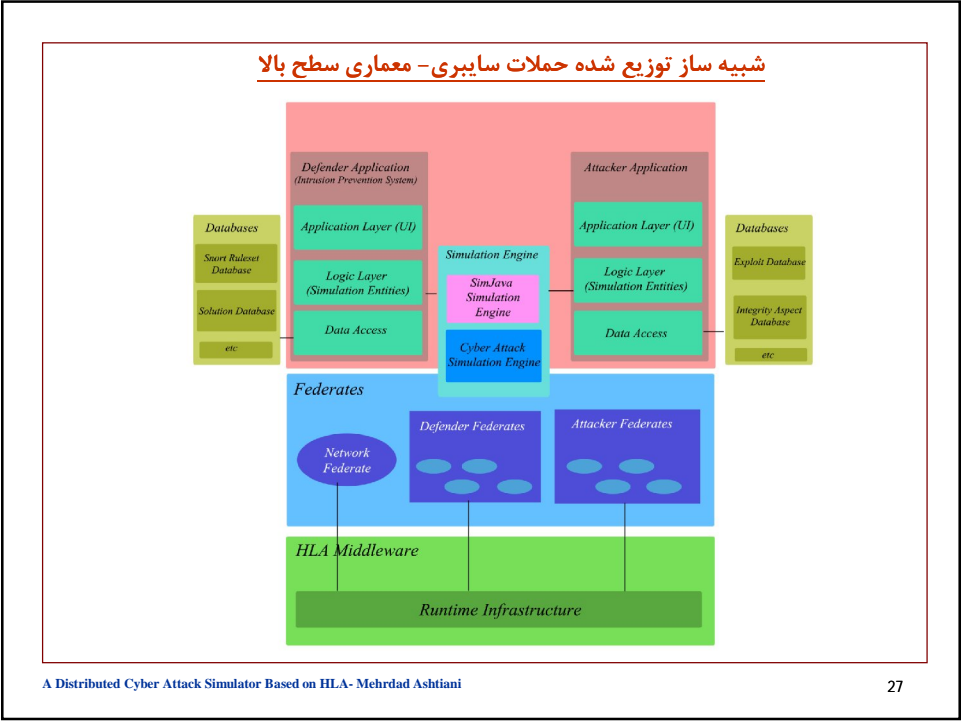 شبیه ساز توزیع شده حملات سایبری- معماری سطح بالا
Defender Application
(Intrusion Prevention System)
Application Layer (UI)
Logic Layer
(Simulation Entities)
Data Access
Databases
Snort Ruleset
Database
Solution Database
etc
Simulation Engine
SimJava
Simulation
Engine
Cyber Attack
Simulation Engine
Attacker Application
Application Layer (UI)
Logic Layer
(Simulation Entities)
Data Access
Databases
Exploit Database
Integrity Aspect
Database
etc
Federates
Network
Federate
Defender Federates
Attacker Federates
HLA Middleware
Runtime Infrastructure
A Distributed Cyber Attack Simulator Based on HLA- Mehrdad Ashtiani
27